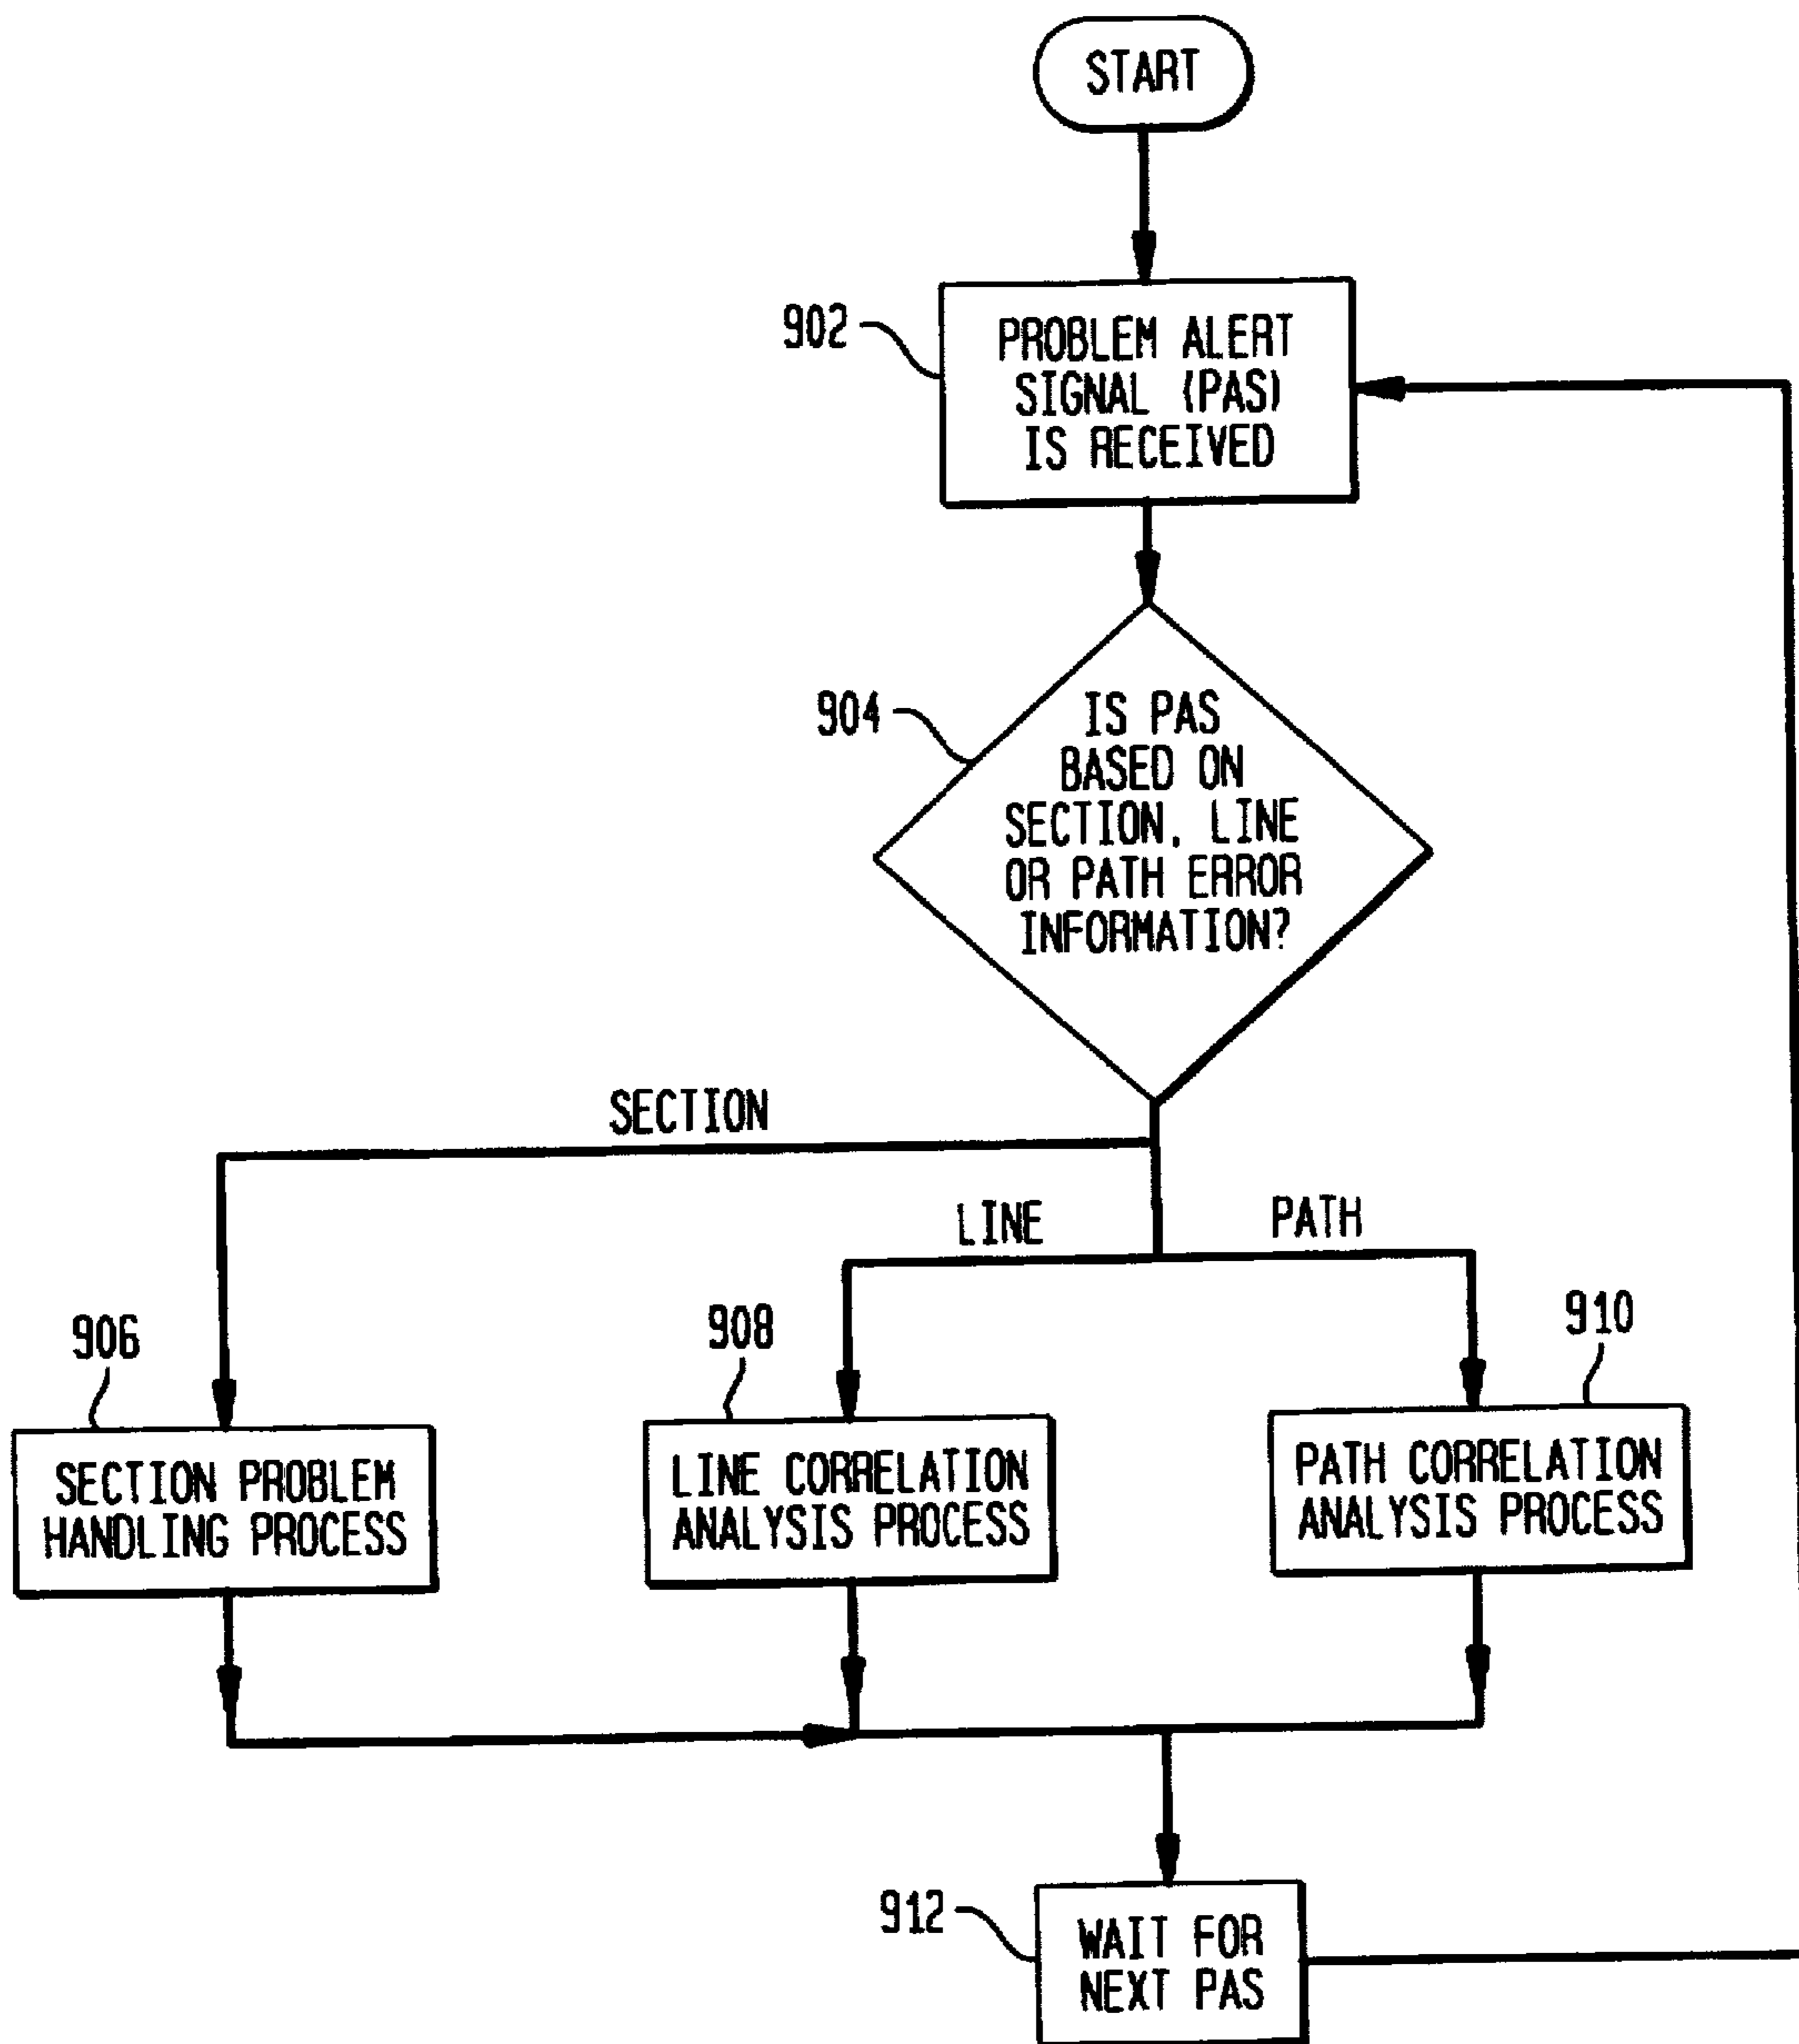 START
902
PROBLEM ALERT
SIGNAL (PAS)
IS RECEIVED
904
IS PAS
BASED ON
SECTION, LINE
OR PATH ERROR
INFORMATION?
SECTION
LINE
PATH
906
908
910
SECTION PROBLEM
HANDLING PROCESS
LINE CORRELATION
ANALYSIS PROCESS
PATH CORRELATION
ANALYSIS PROCESS
912
WAIT FOR
NEXT PAS